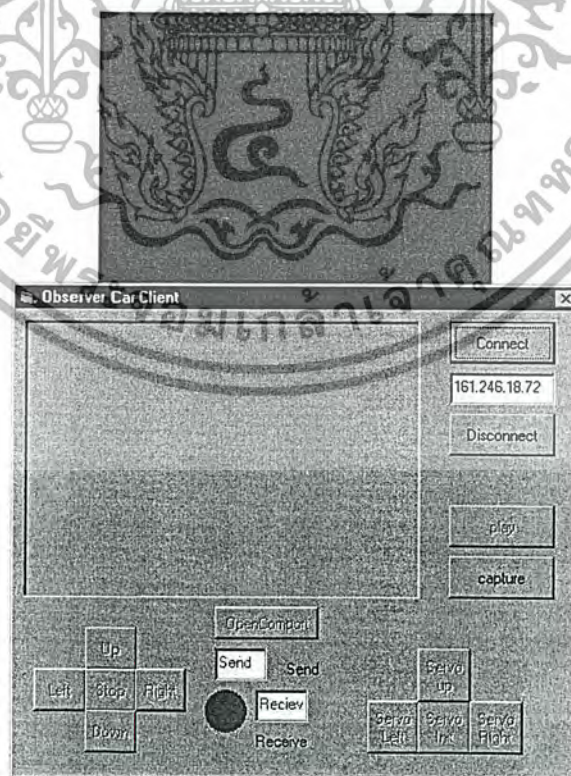 Observer Car Client
Connect
161.246.18.72
Disconnect
play
capture
OpenComport
Up
Send
Send
Servo up
Left
Stop
Right
Reciev
Servo Left
Servo Init
Servo Right
Down
Receive